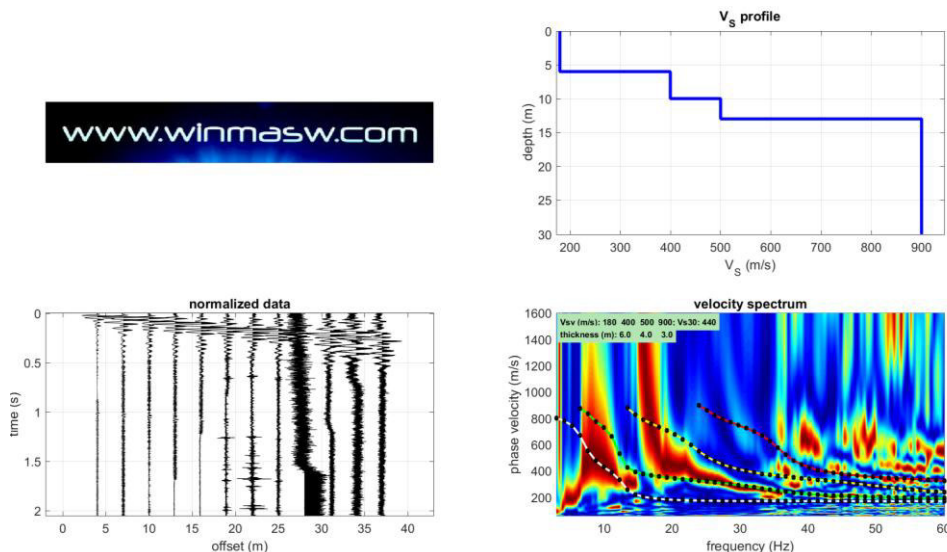 www.winmasw.com
V_S profile
0
5
10
15
20
25
30
depth (m)
200 300 400 500 600 700 800 900
V_S (m/s)
normalized data
0
0.5
1
1.5
2
time (s)
0 5 10 15 20 25 30 35 40
offset (m)
velocity spectrum
Vsv (m/s): 180 400 500 900; Vs30: 440
thickness (m): 6.0 4.0 3.0
1600
1400
1200
1000
800
600
400
200
phase velocity (m/s)
10 20 30 40 50 60
frequency (Hz)